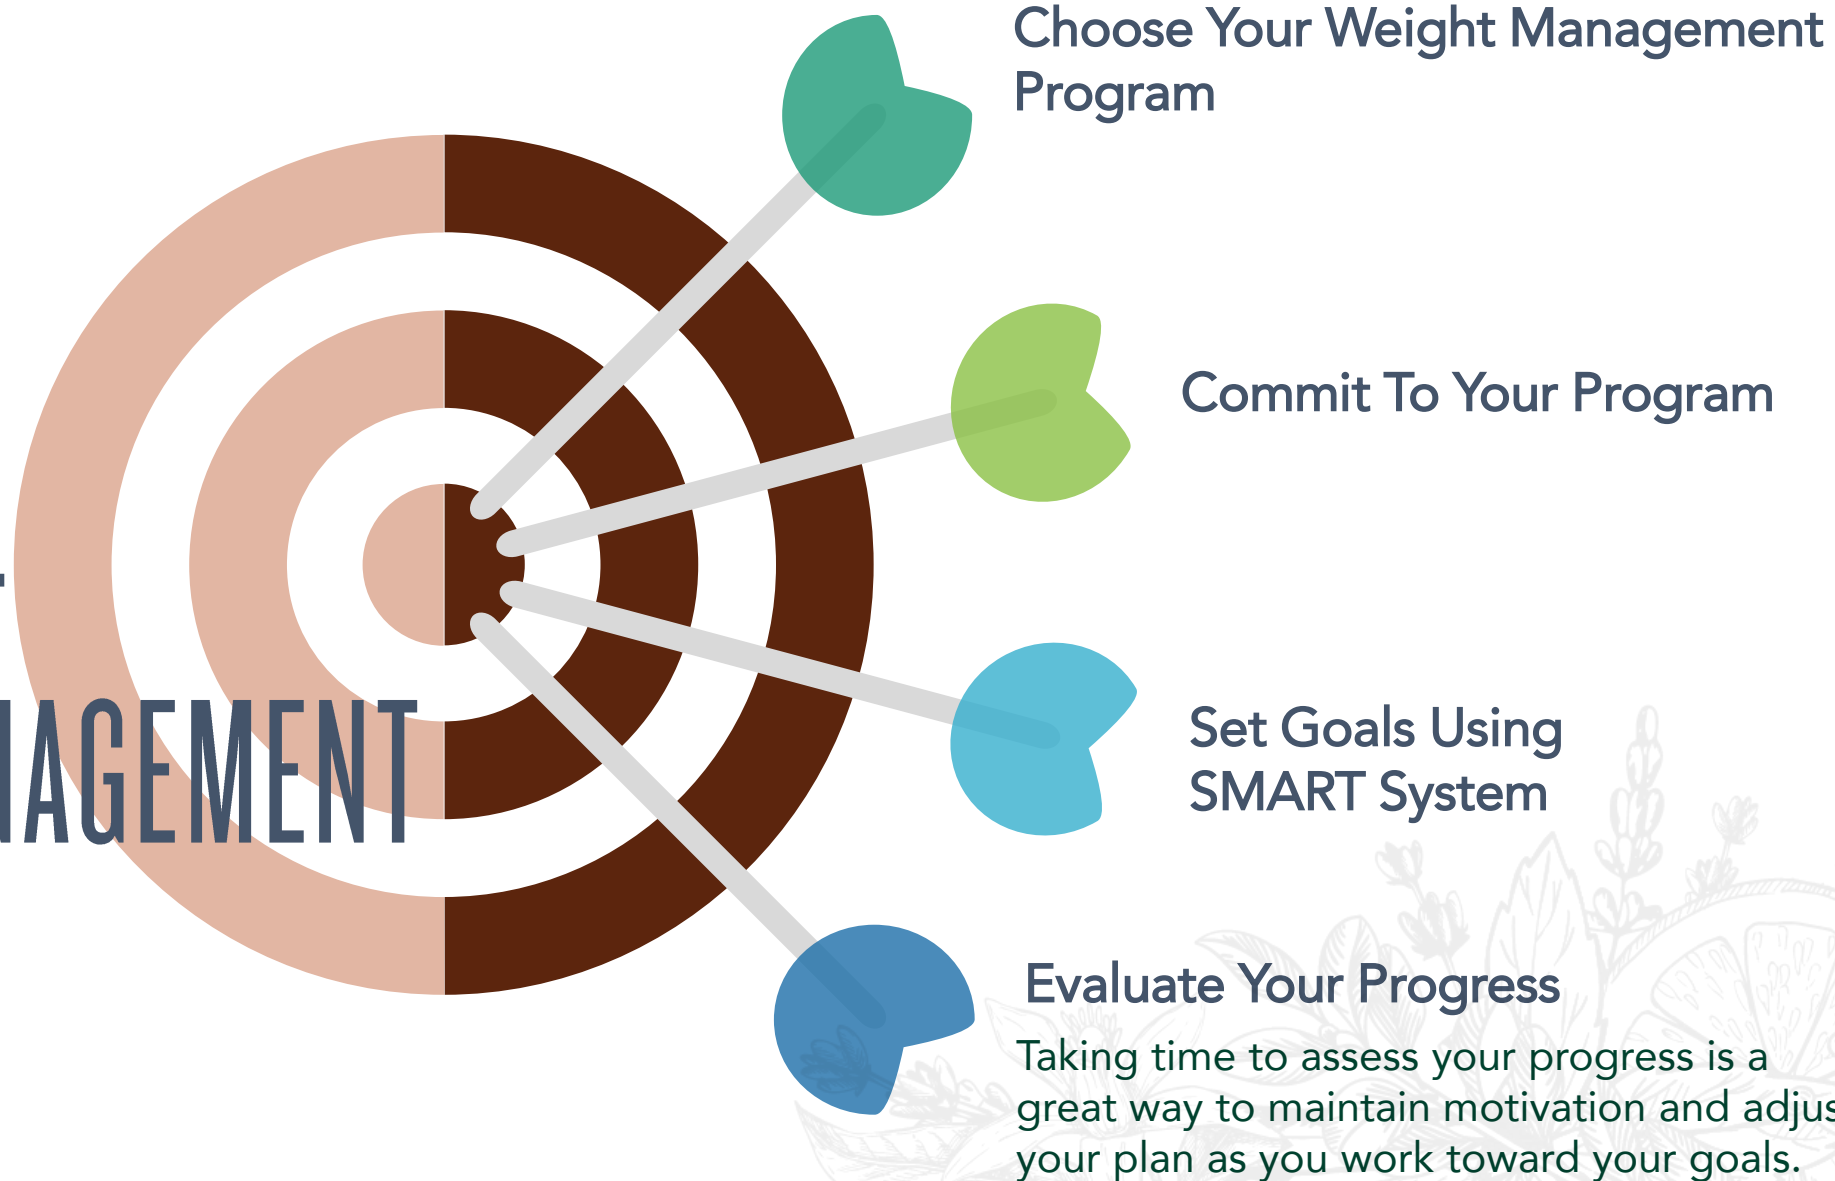 Choose Your Weight Management
Program
Commit To Your Program
Set Goals Using
SMART System
NAGEMENT
Evaluate Your Progress
Taking time to assess your progress is a
great way to maintain motivation and adjus
your plan as you work toward your goals.